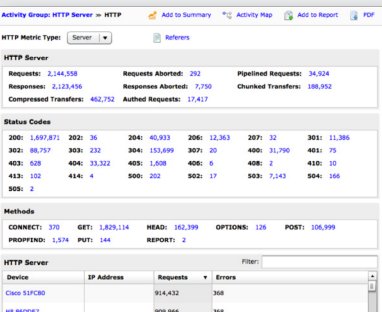 Activity Group: HTTP Server » HTTP Add to Summary Activity Map Add to Report PDF
HTTP Metric Type: Server Referers
HTTP Server
Requests: 2,144,558 Requests Aborted: 292 Pipelined Requests: 34,924
Responses: 2,123,456 Responses Aborted: 7,750 Chunked Transfers: 188,952
Compressed Transfers: 462,752 Authed Requests: 17,417
Status Codes
200: 1,697,871 202: 36 204: 40,933 206: 12,363 207: 32 301: 11,386
302: 88,757 303: 232 304: 153,699 307: 20 400: 31,790 401: 75
403: 628 404: 33,322 405: 1,608 406: 6 408: 2 410: 10
413: 102 414: 4 500: 202 502: 17 503: 7,143 504: 166
505: 2
Methods
CONNECT: 370 GET: 1,829,114 HEAD: 162,399 OPTIONS: 126 POST: 106,999
PROPFIND: 1,574 PUT: 144 REPORT: 2
HTTP Server Filter:
Device IP Address Requests Errors
Cisco 51FC80 914,432 368
368